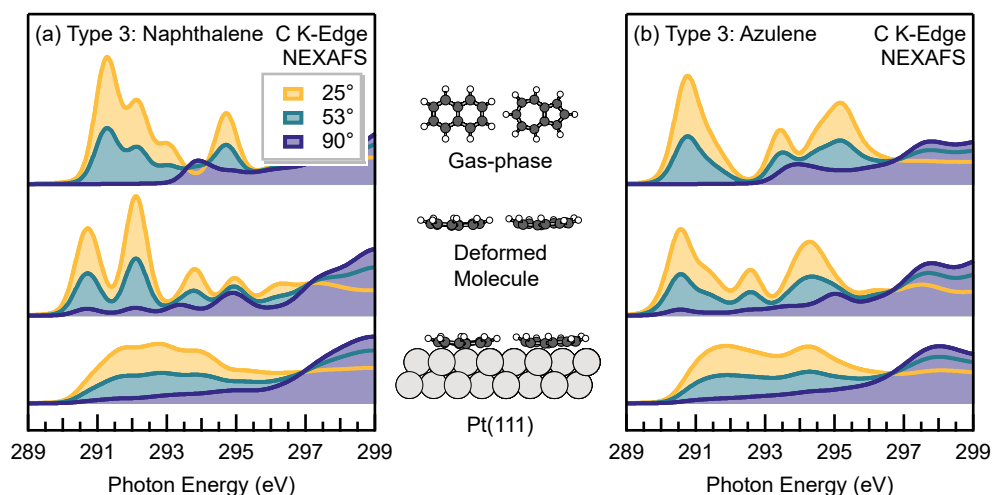 (a) Type 3: Naphthalene C K-Edge
NEXAFS
25°
53°
90°
289 291 293 295 297 299
Photon Energy (eV)
Gas-phase
Deformed
Molecule
Pt(111)
(b) Type 3: Azulene C K-Edge
NEXAFS
289 291 293 295 297 299
Photon Energy (eV)